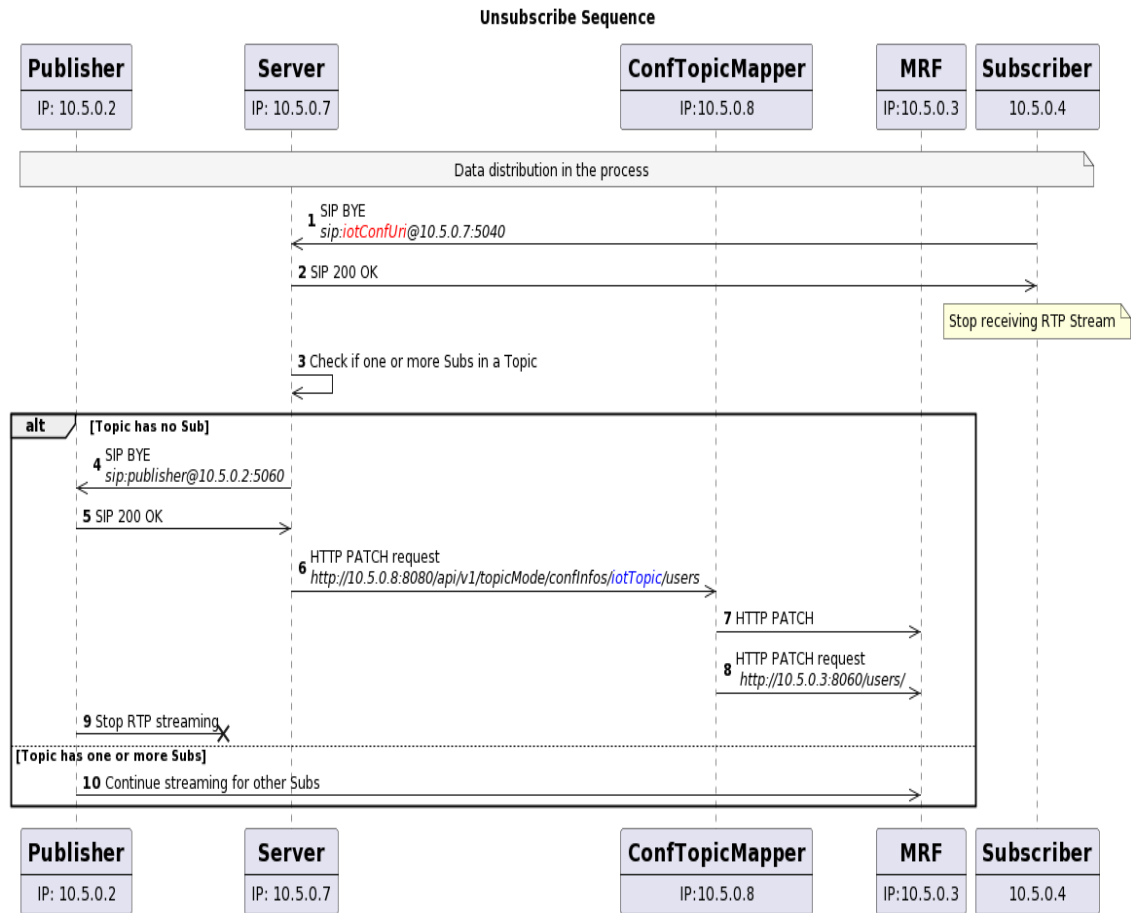 Unsubscribe Sequence
Publisher
IP: 10.5.0.2
Server
IP: 10.5.0.7
ConfTopicMapper
IP:10.5.0.8
MRF
IP:10.5.0.3
Subscriber
10.5.0.4
Data distribution in the process
1 SIP BYE
sip:iotConfUri@10.5.0.7:5040
2 SIP 200 OK
Stop receiving RTP Stream
3 Check if one or more Subs in a Topic
alt [Topic has no Sub]
4 SIP BYE
sip:publisher@10.5.0.2:5060
5 SIP 200 OK
6 HTTP PATCH request
http://10.5.0.8:8080/api/v1/topicMode/confInfos/iotTopic/users
7 HTTP PATCH
8 HTTP PATCH request
http://10.5.0.3:8060/users/
9 Stop RTP streaming
[Topic has one or more Subs]
10 Continue streaming for other Subs
Publisher
IP: 10.5.0.2
Server
IP: 10.5.0.7
ConfTopicMapper
IP:10.5.0.8
MRF
IP:10.5.0.3
Subscriber
10.5.0.4